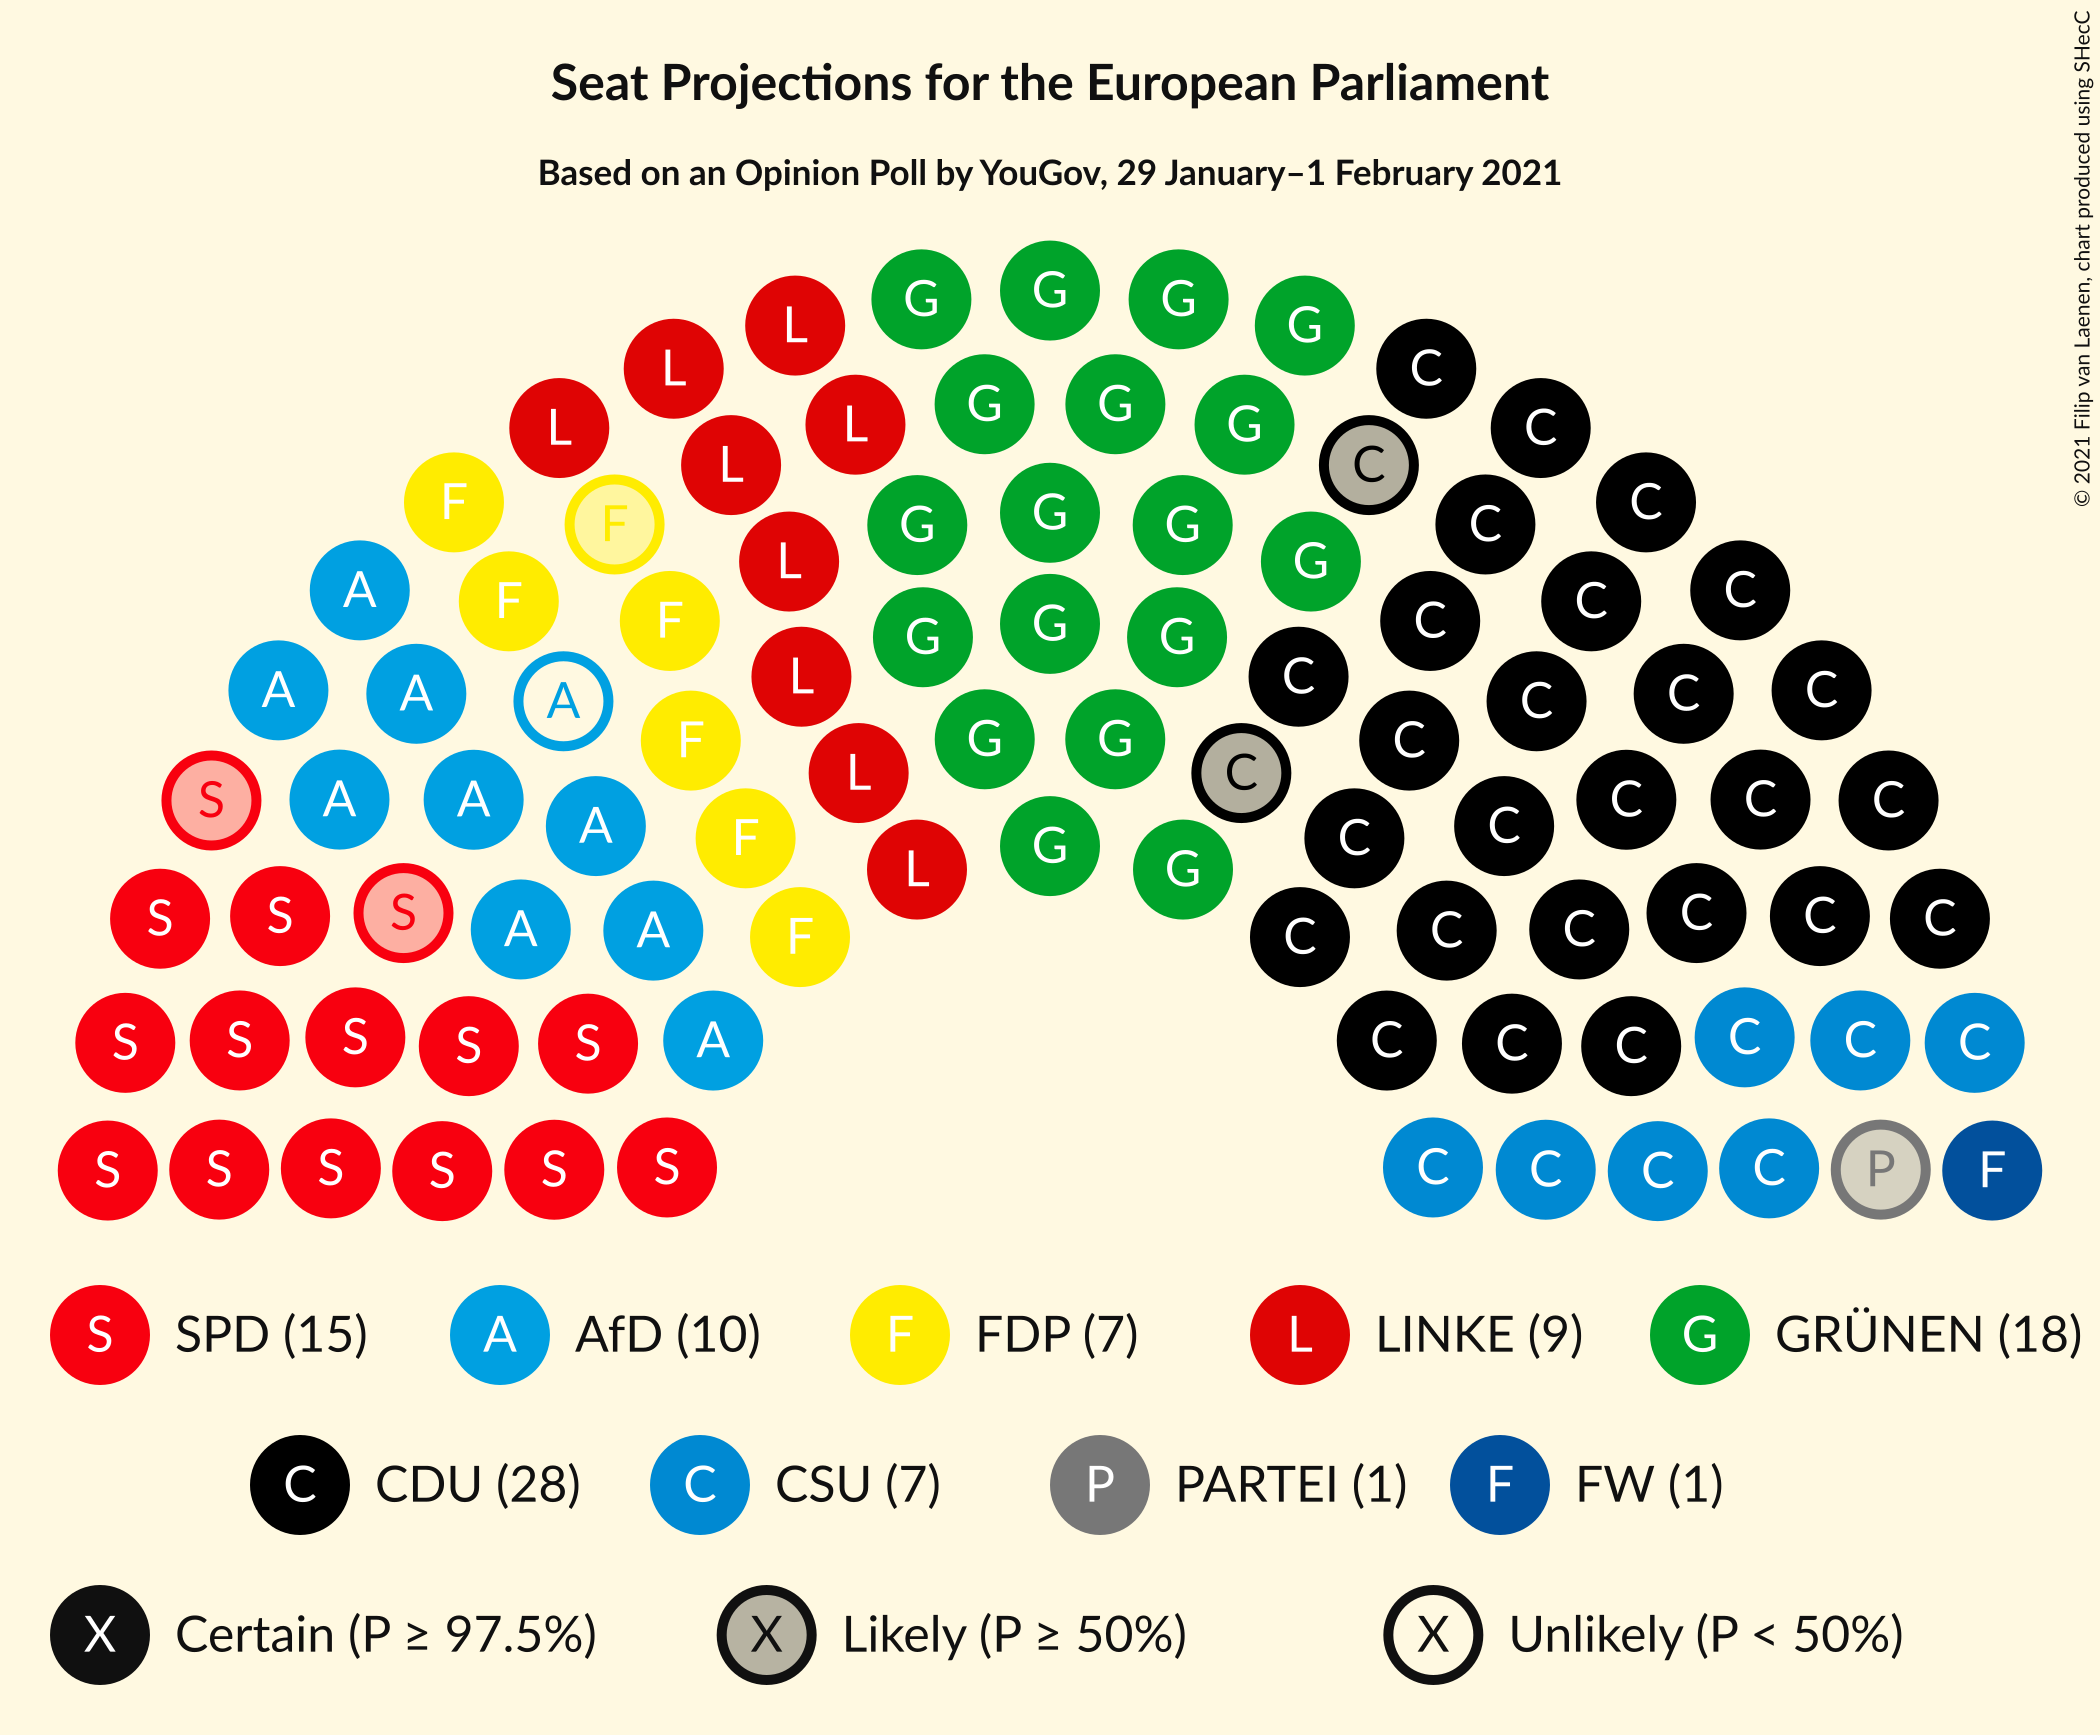 Seat Projections for the European Parliament
Based on an Opinion Poll by YouGov, 29 January–1 February 2021
© 2021 Filip van Laenen, chart produced using SHecC
G G G G
L L C C
L G G G C
L L C C
F F L G G G G C C
A F F L C C C
A A A F L G G G C C C C C
S A A A F L G G C C C C C C
S S S A A F L G G C C C C C C
S S S S S A C C C C C C
S S S S S S C C C C P F
S SPD (15) A AfD (10) F FDP (7) L LINKE (9) G GRÜNEN (18)
C CDU (28) C CSU (7) P PARTEI (1) F FW (1)
X Certain (P ≥ 97.5%) X Likely (P ≥ 50%) X Unlikely (P < 50%)